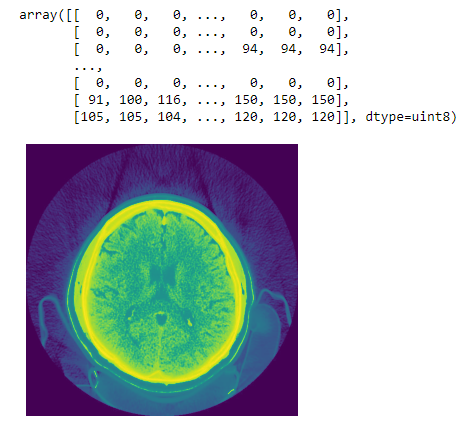 array([[  0,   0,   0, ...,   0,   0,   0],
       [  0,   0,   0, ...,   0,   0,   0],
       [  0,   0,   0, ...,  94,  94,  94],
       ...,
       [  0,   0,   0, ...,   0,   0,   0],
       [ 91, 100, 116, ..., 150, 150, 150],
       [105, 105, 104, ..., 120, 120, 120]], dtype=uint8)